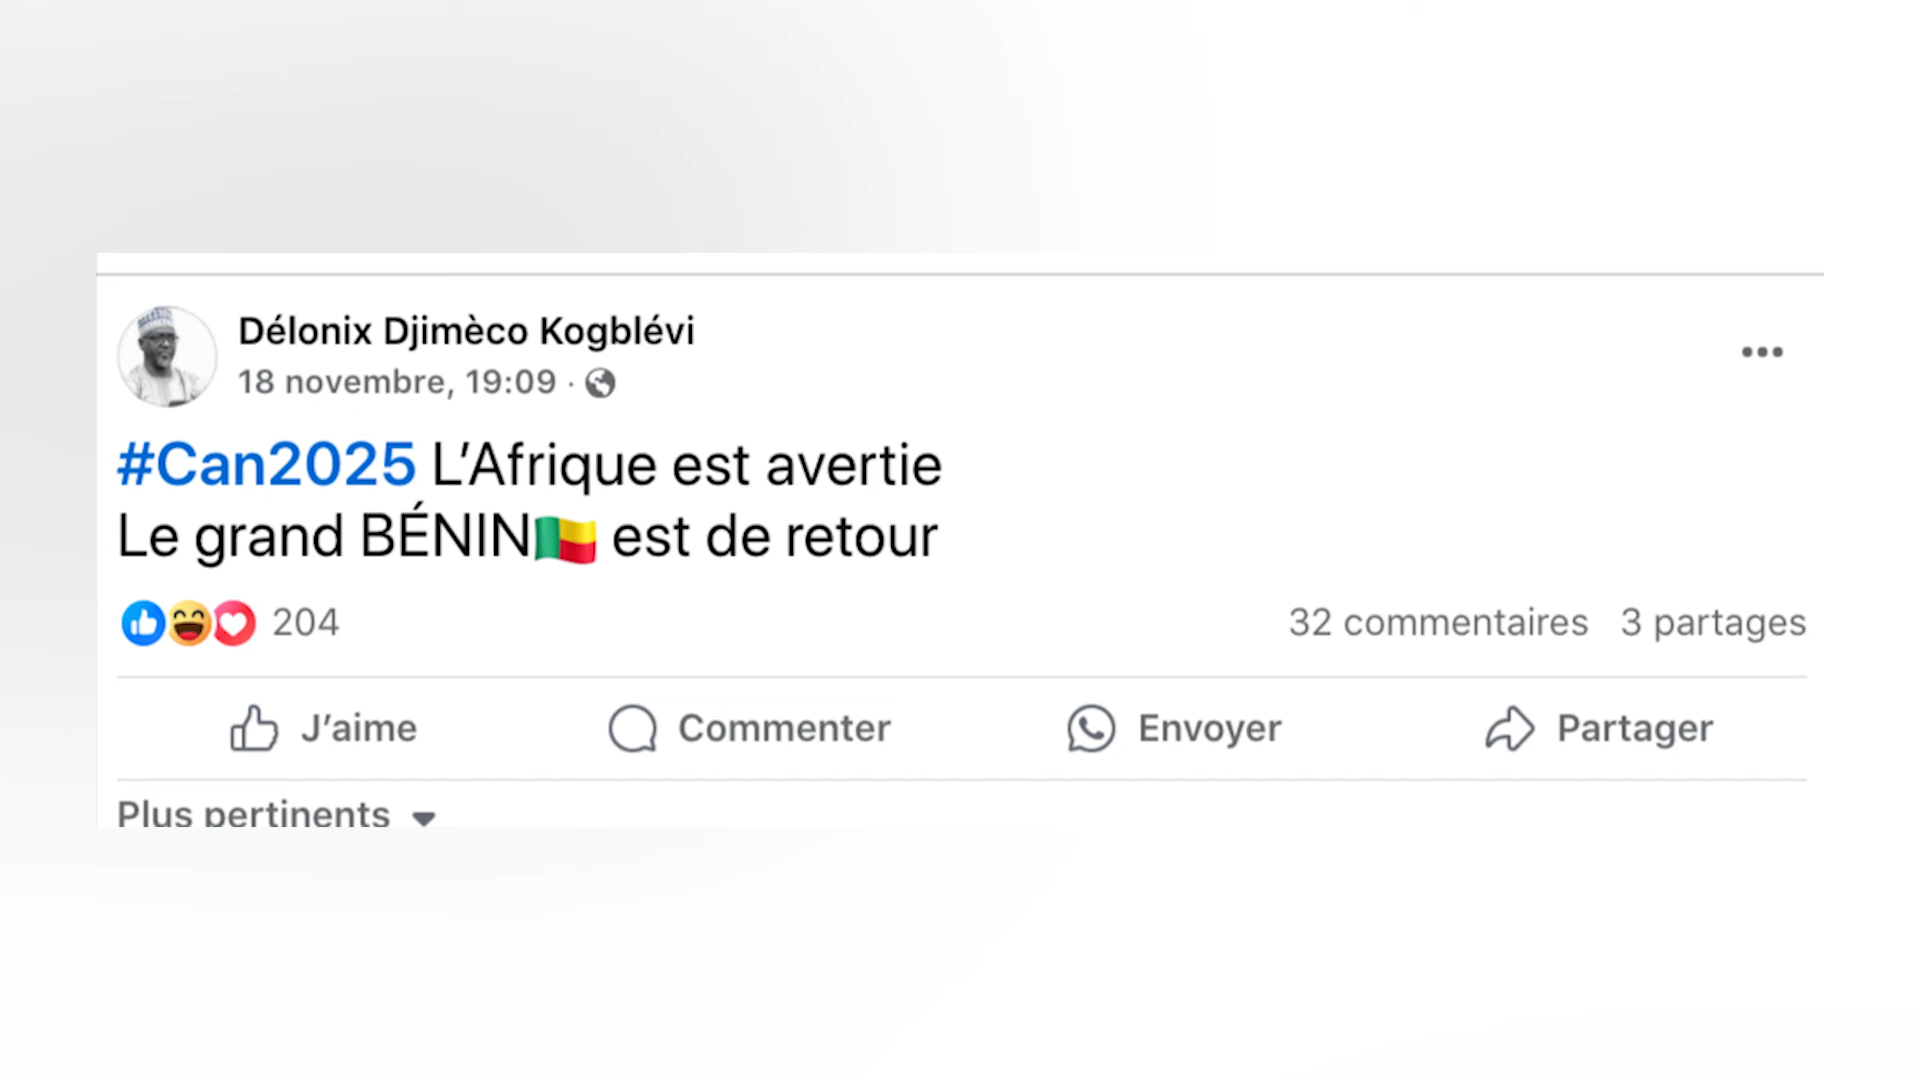 Délonix Djimèco Kogblévi
18 novembre, 19:09 ·
#Can2025 L’Afrique est avertie
Le grand BÉNIN🇧🇯 est de retour
204
32 commentaires 3 partages
J’aime Commenter Envoyer Partager
Plus pertinents